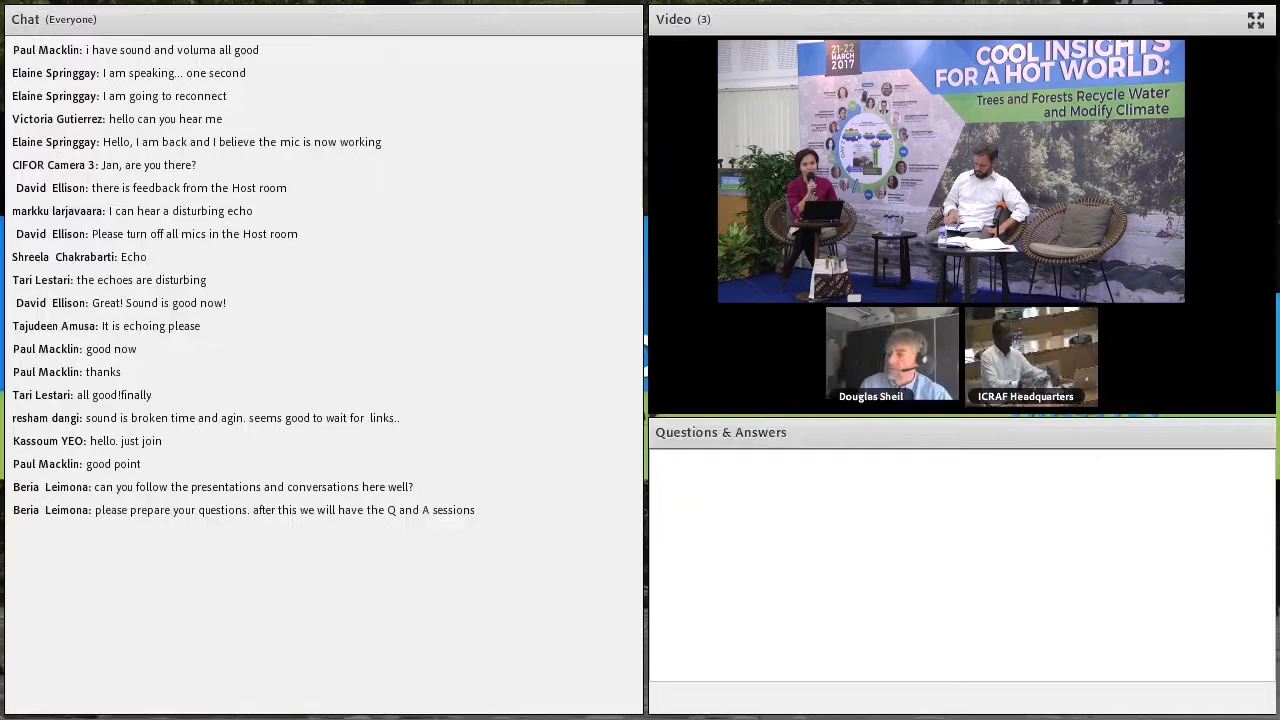 Chat (Everyone)
Paul Macklin: i have sound and voluma all good
Elaine Springgay: I am speaking... one second
Elaine Springgay: I am going to reconnect
Victoria Gutierrez: hello can you hear me
Elaine Springgay: Hello, I am back and i believe the mic is now working
CIFOR Camera 3: Jan, are you there?
David Ellison: there is feedback from the Host room
markku larjavaara: I can hear a disturbing echo
David Ellison: Please turn off all mics in the Host room
Shreela Chakrabarti: Echo
Tari Lestari: the echoes are disturbing
David Ellison: Great! Sound is good now!
Tajudeen Amusa: It is echoing please
Paul Macklin: good now
Paul Macklin: thanks
Tari Lestari: all good!finally
resham dangi: sound is broken time and agin. seems good to wait for links..
Kassoum YEO: hello. just join
Paul Macklin: good point
Beria Leimona: can you follow the presentations and conversations here well?
Beria Leimona: please prepare your questions. after this we will have the Q and A sessions
Video (3)
21-22
MARCH
2017
COOL INSIGHTS
FOR A HOT WORLD:
Trees and Forests Recycle Water
and Modify Climate
Douglas Sheil
ICRAF Headquarters
Questions & Answers